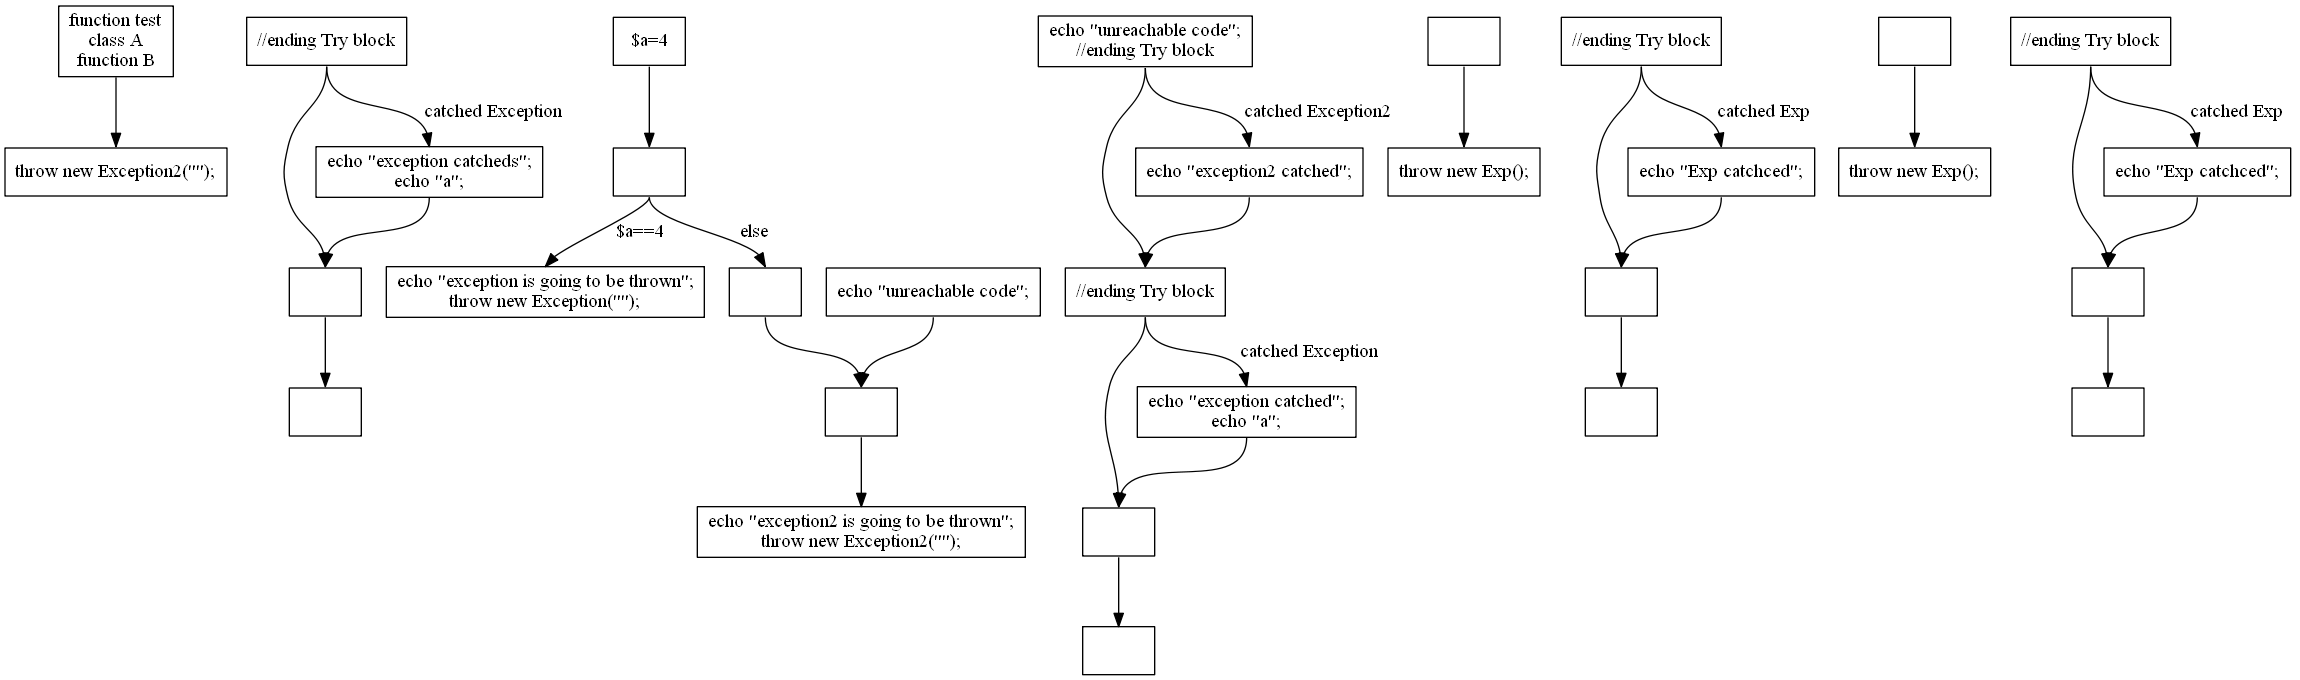 function test
class A
function B
throw new Exception2("");
//ending Try block
catched Exception
echo "exception catcheds";
echo "a";
$a=4
$a==4
else
echo "exception is going to be thrown";
throw new Exception("");
echo "unreachable code";
echo "exception2 is going to be thrown";
throw new Exception2("");
echo "unreachable code";
//ending Try block
catched Exception2
echo "exception2 catched";
//ending Try block
catched Exception
echo "exception catched";
echo "a";
throw new Exp();
//ending Try block
catched Exp
echo "Exp catchced";
throw new Exp();
//ending Try block
catched Exp
echo "Exp catchced";